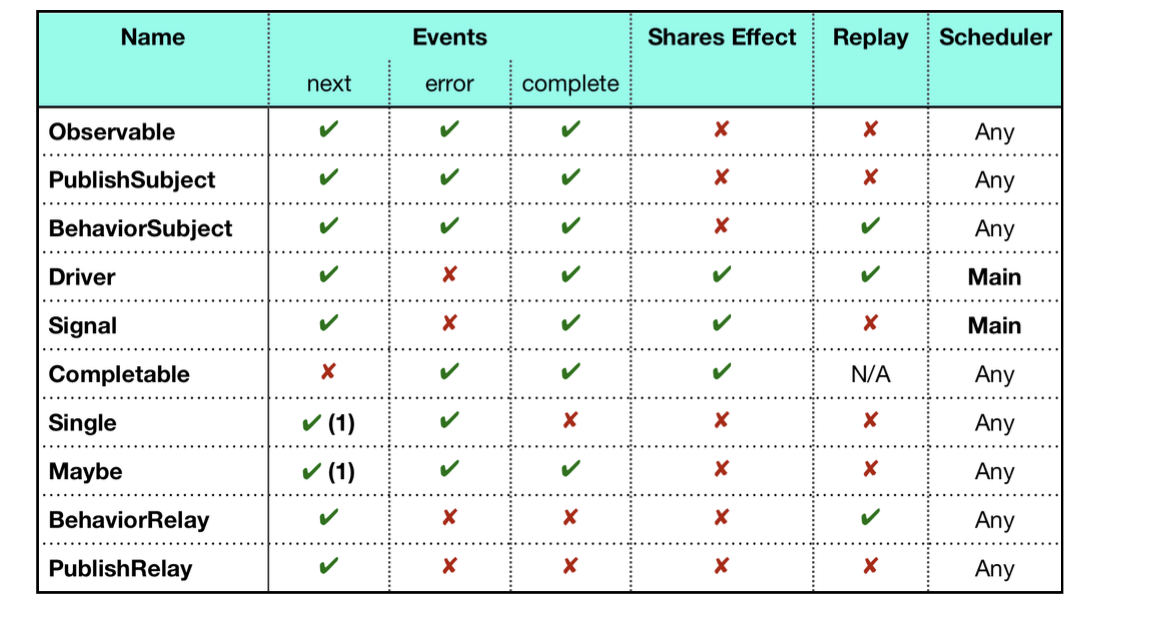 Name Events Shares Effect Replay Scheduler
next error complete
Observable ✔ ✔ ✔ ✘ ✘ Any
PublishSubject ✔ ✔ ✔ ✘ ✘ Any
BehaviorSubject ✔ ✔ ✔ ✘ ✔ Any
Driver ✔ ✘ ✔ ✔ ✔ Main
Signal ✔ ✘ ✔ ✔ ✘ Main
Completable ✘ ✔ ✔ ✔ N/A Any
Single ✔ (1) ✔ ✘ ✘ ✘ Any
Maybe ✔ (1) ✔ ✔ ✘ ✘ Any
BehaviorRelay ✔ ✘ ✘ ✘ ✔ Any
PublishRelay ✔ ✘ ✘ ✘ ✘ Any